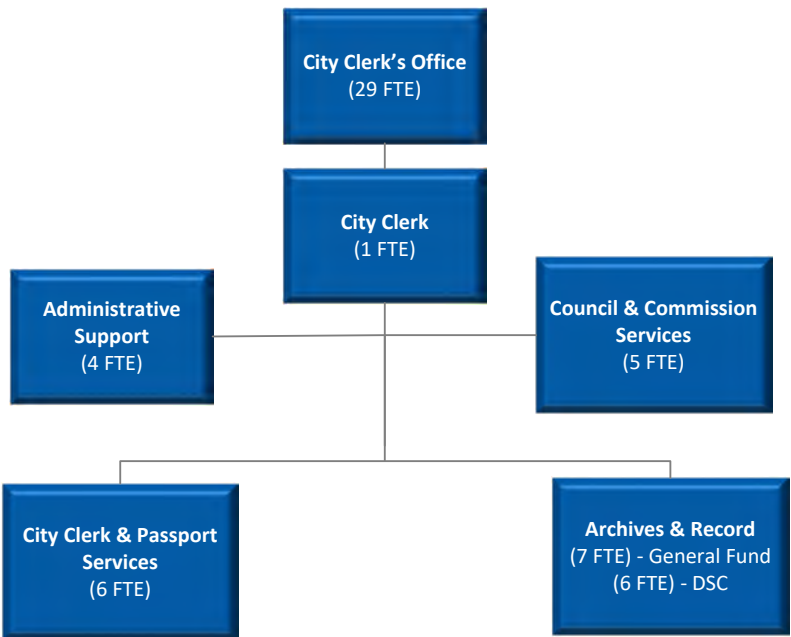 City Clerk's Office
(29 FTE)
City Clerk
(1 FTE)
Administrative
Support
(4 FTE)
Council & Commission
Services
(5 FTE)
City Clerk & Passport
Services
(6 FTE)
Archives & Record
(7 FTE) - General Fund
(6 FTE) - DSC